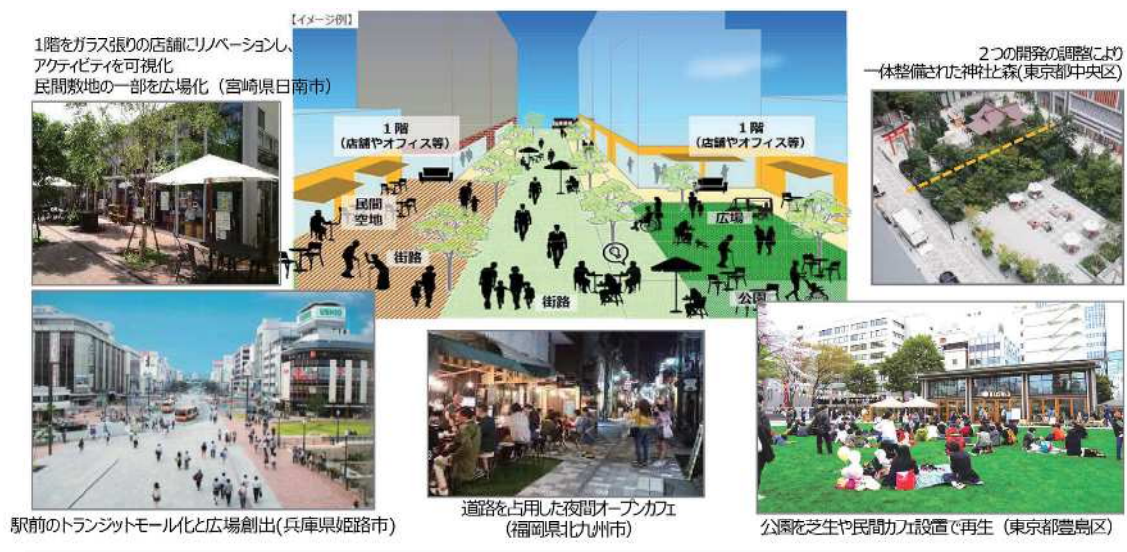 【イメージ例】
1階をガラス張りの店舗にリノベーションし、
アクティビティを可視化
民間敷地の一部を広場化（宮崎県日南市）
２つの開発の調整により
一体整備された神社と森(東京都中央区)
１階
（店舗やオフィス等）
１階
（店舗やオフィス等）
民間
空地
広場
街路
街路
公園
駅前のトランジットモール化と広場創出(兵庫県姫路市)
道路を占用した夜間オープンカフェ
（福岡県北九州市）
公園を芝生や民間カフェ設置で再生（東京都豊島区）